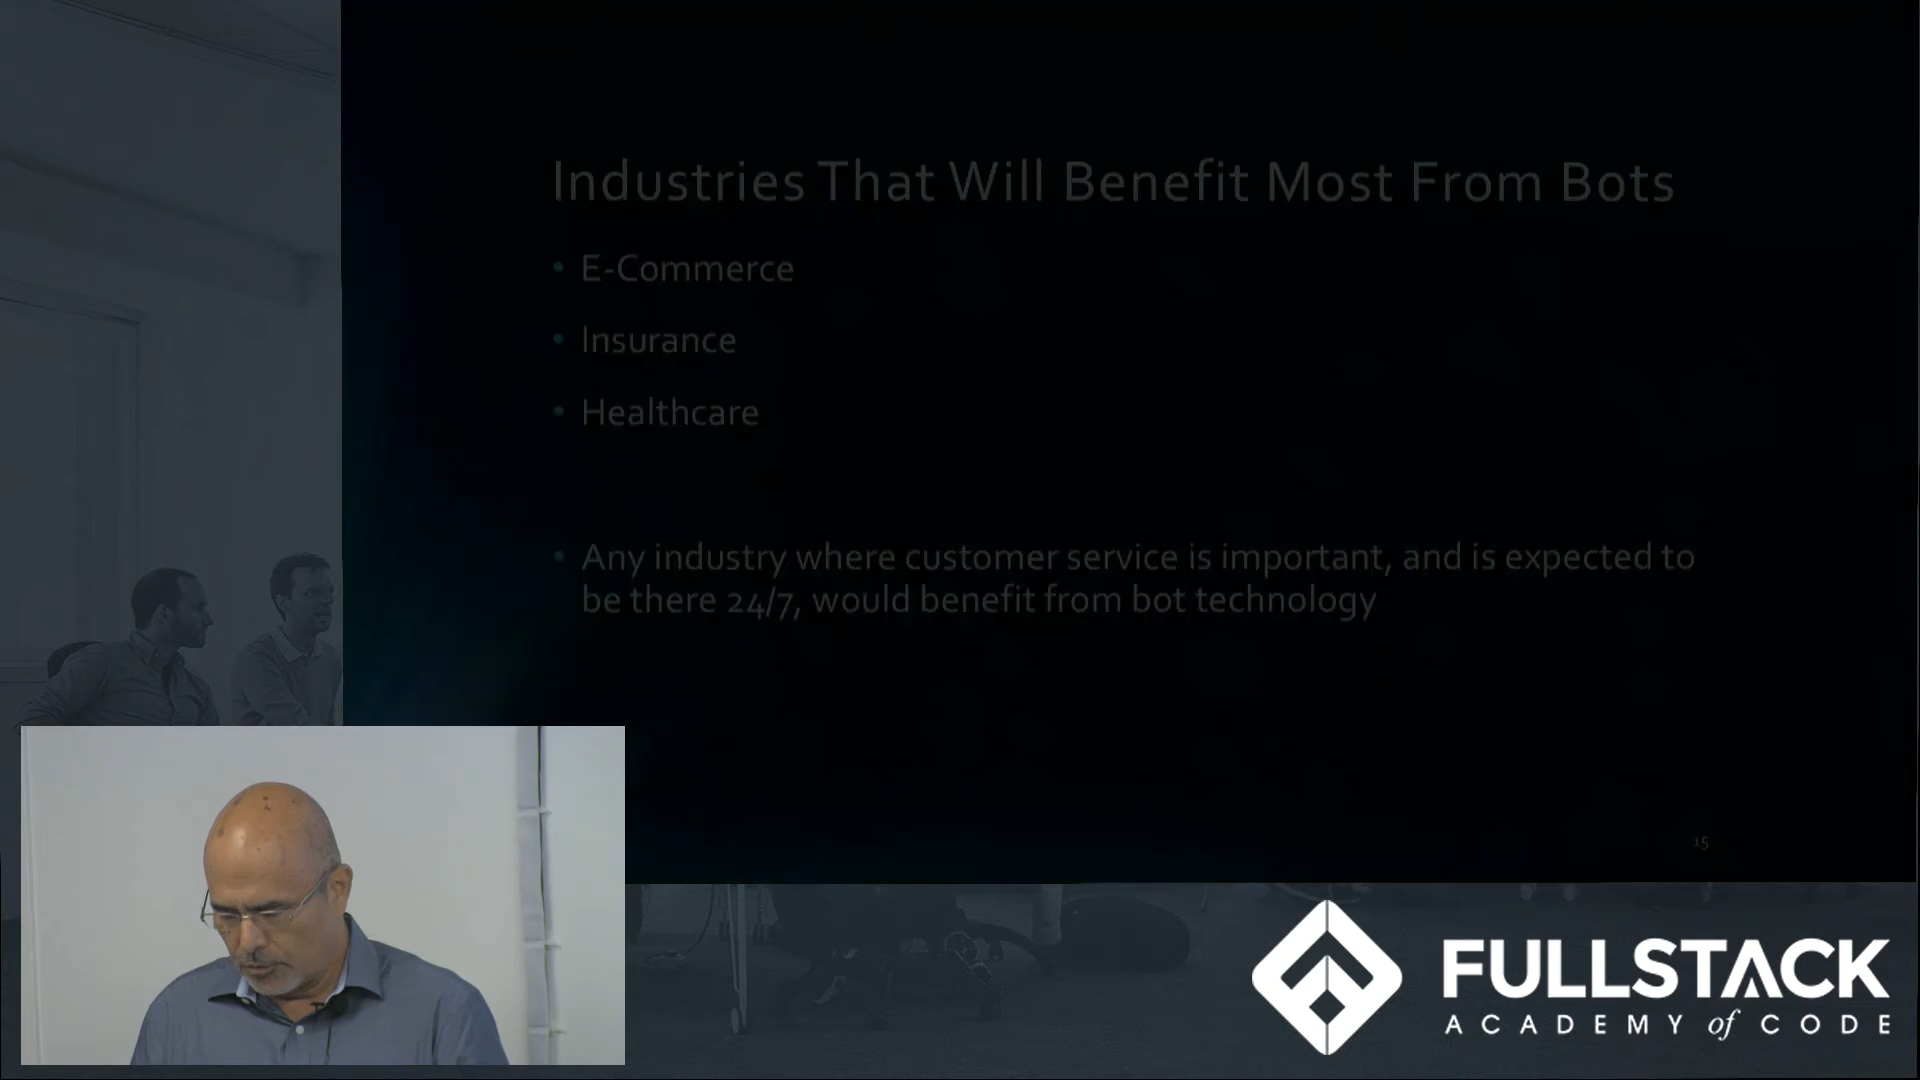 Industries That Will Benefit Most From Bots
• E-Commerce
• Insurance
• Healthcare
• Any industry where customer service is important, and is expected to
be there 24/7, would benefit from bot technology
15
FULLSTACK
ACADEMY of CODE